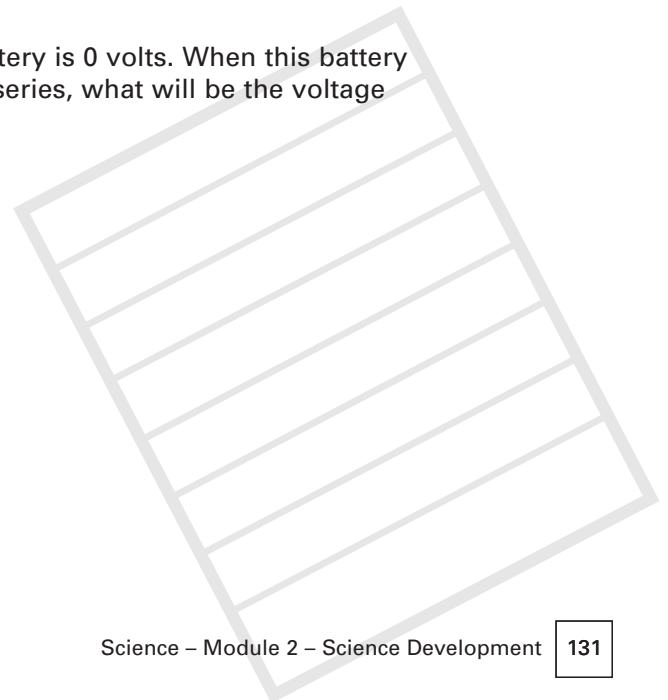 tery is 0 volts. When this battery
series, what will be the voltage
Science – Module 2 – Science Development 131